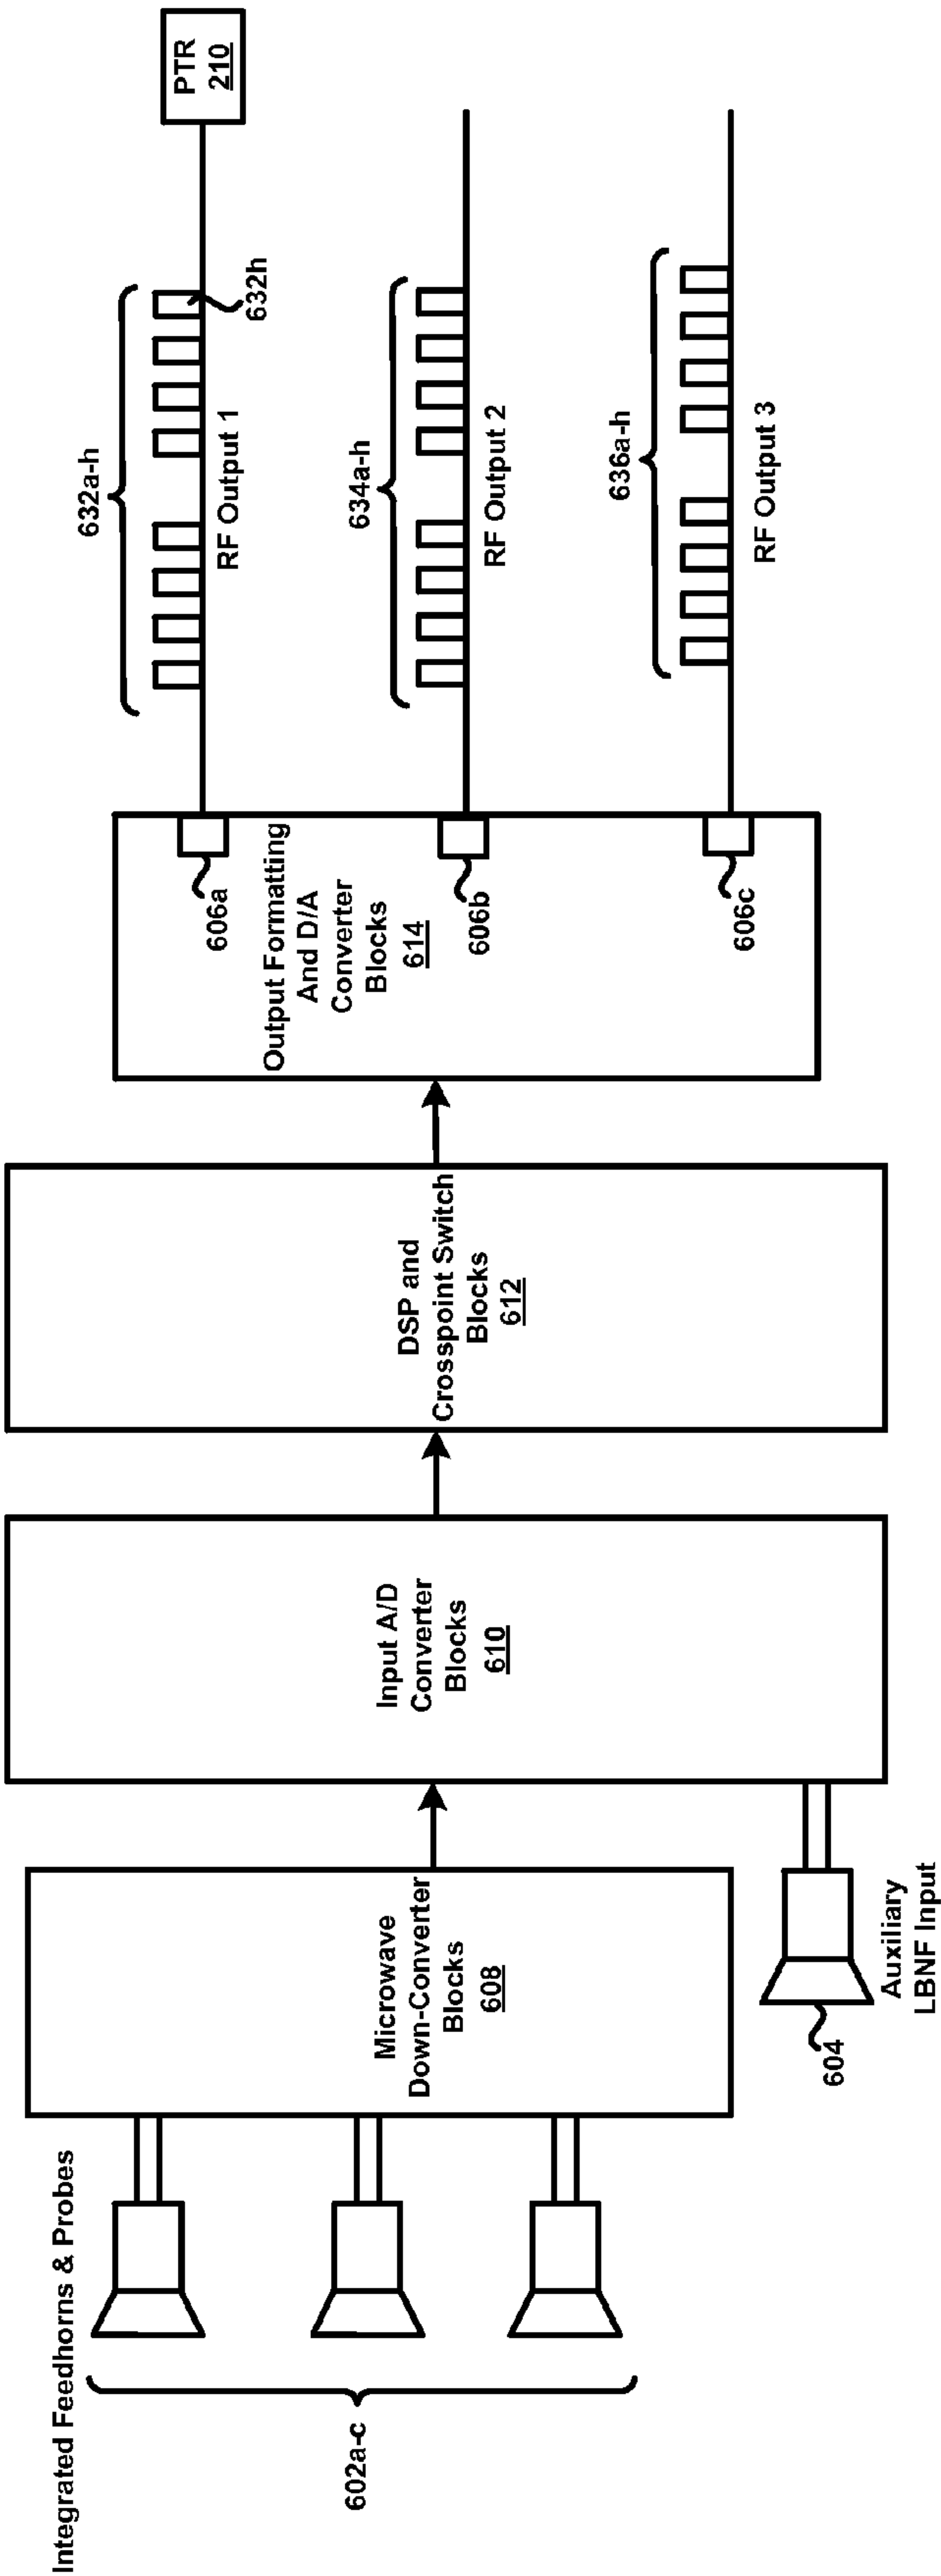 Integrated Feedhorns & Probes
602a-c
Microwave
Down-Converter
Blocks
608
604
Auxiliary
LBNF Input
Input A/D
Converter
Blocks
610
DSP and
Crosspoint Switch
Blocks
612
Output Formatting
And D/A
Converter
Blocks
614
606a
606b
606c
632a-h
632h
RF Output 1
PTR
210
634a-h
RF Output 2
636a-h
RF Output 3